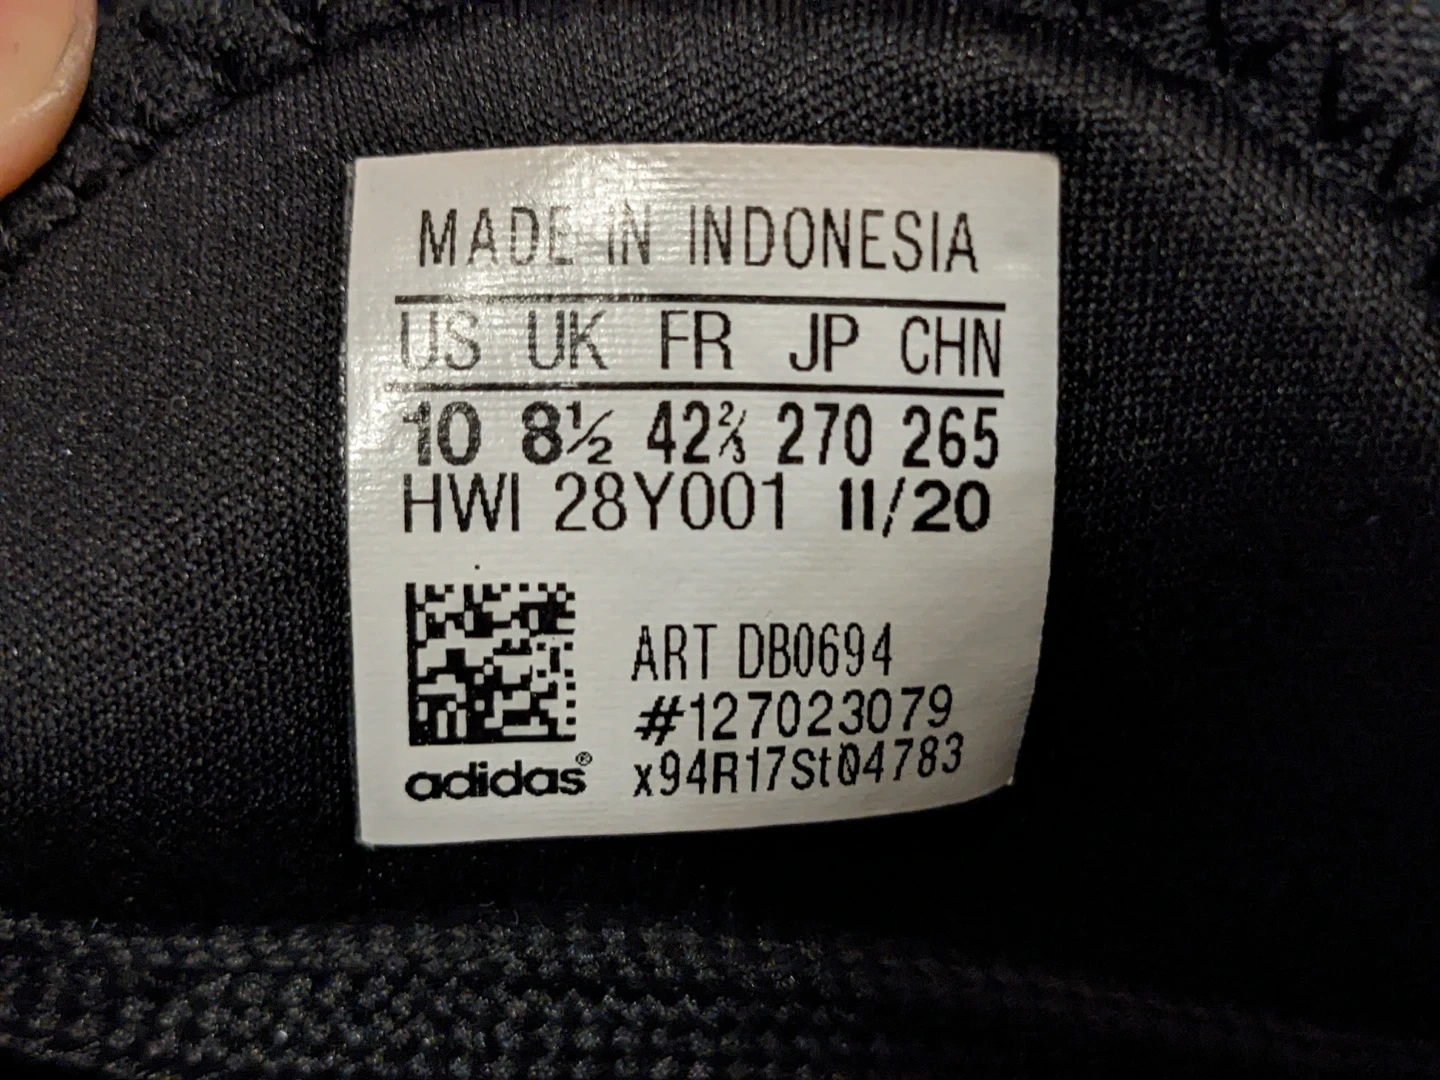 MADE IN INDONESIA
US UK FR JP CHN
10 8½ 42⅔ 270 265
HWI 28Y001 11/20
ART DB0694
#127023079
adidas® x94R17St04783